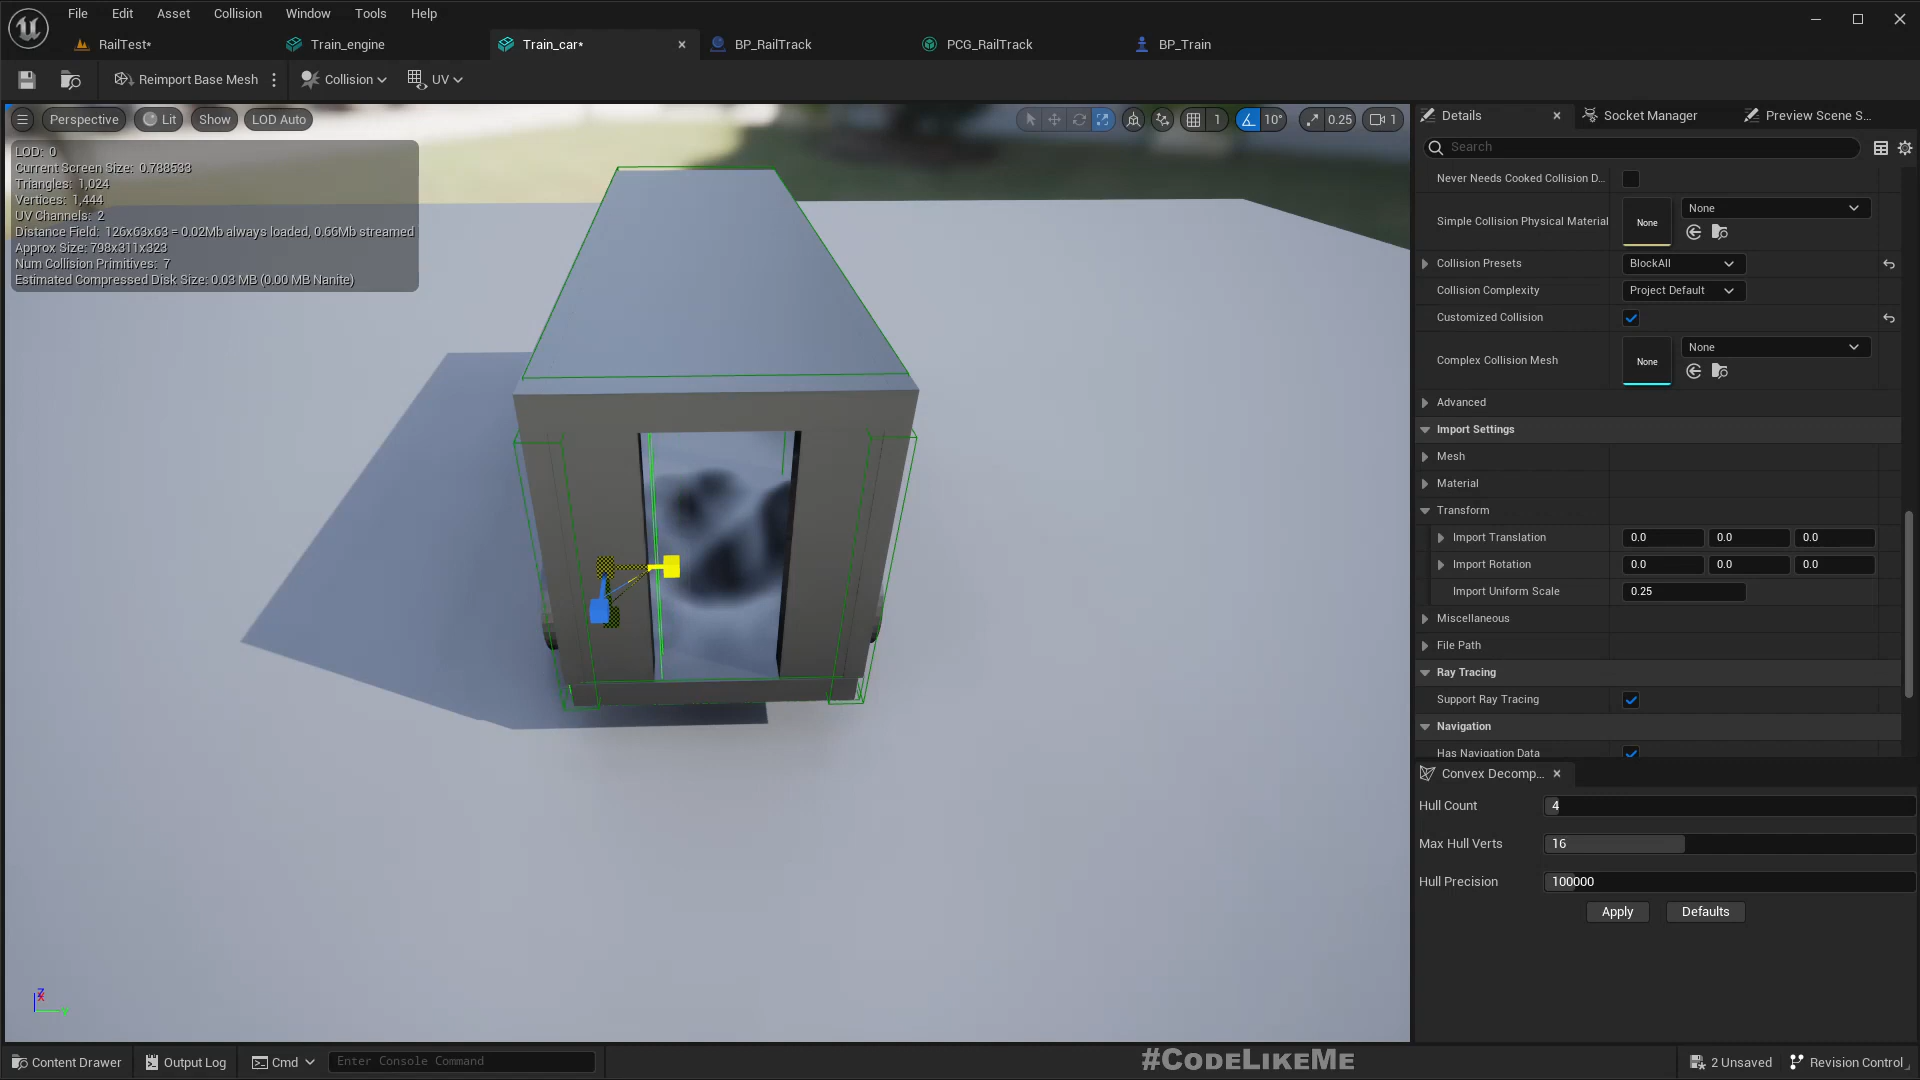 File Edit Asset Collision Window Tools Help
RailTest* Train_engine Train_car* BP_RailTrack PCG_RailTrack BP_Train
Reimport Base Mesh Collision UV
Perspective Lit Show LOD Auto 1 10° 0.25 1
LOD: 0
Current Screen Size: 0.788533
Triangles: 1,024
Vertices: 1,444
UV Channels: 2
Distance Field: 126x63x63 = 0.02Mb always loaded, 0.66Mb streamed
Approx Size: 798x311x323
Num Collision Primitives: 7
Estimated Compressed Disk Size: 0.03 MB (0.00 MB Nanite)
Z
X
Y
Details Socket Manager Preview Scene S...
Search
Never Needs Cooked Collision D...
Simple Collision Physical Material None None
Collision Presets BlockAll
Collision Complexity Project Default
Customized Collision
Complex Collision Mesh None None
Advanced
Import Settings
Mesh
Material
Transform
Import Translation 0.0 0.0 0.0
Import Rotation 0.0 0.0 0.0
Import Uniform Scale 0.25
Miscellaneous
File Path
Ray Tracing
Support Ray Tracing
Navigation
Has Navigation Data
Convex Decomp...
Hull Count 4
Max Hull Verts 16
Hull Precision 100000
Apply Defaults
Content Drawer Output Log Cmd Enter Console Command #CodeLikeMe 2 Unsaved Revision Control